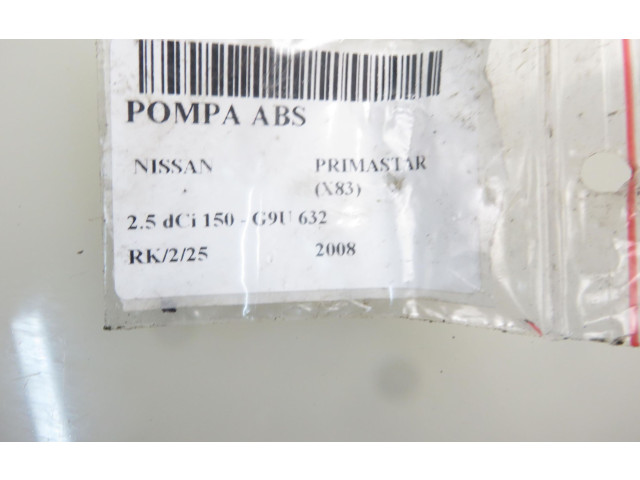 POMPA ABS
NISSAN PRIMASTAR
(X83)
2.5 dCi 150 - G9U 632
RK/2/25 2008